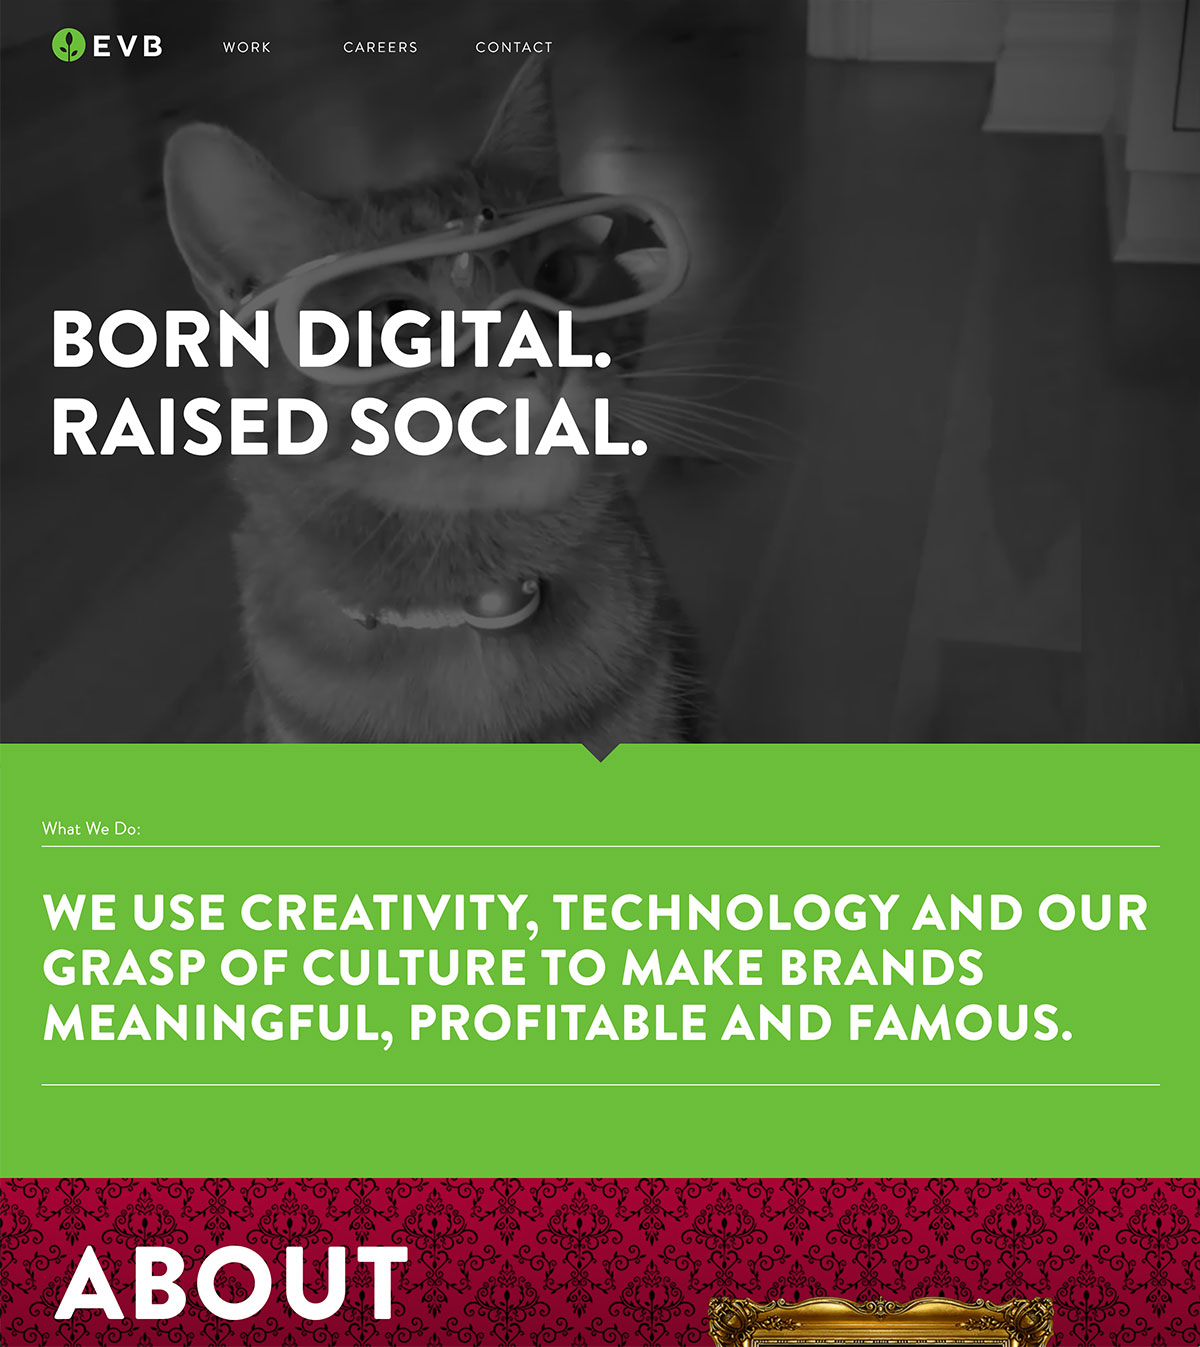 EVB WORK CAREERS CONTACT
BORN DIGITAL.
RAISED SOCIAL.
What We Do:
WE USE CREATIVITY, TECHNOLOGY AND OUR
GRASP OF CULTURE TO MAKE BRANDS
MEANINGFUL, PROFITABLE AND FAMOUS.
ABOUT